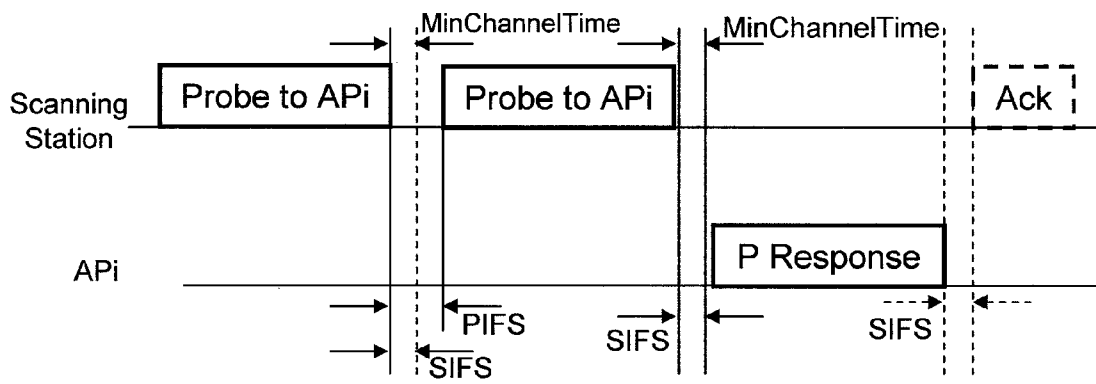 MinChannelTime
MinChannelTime
Probe to APi
Probe to APi
Ack
Scanning
Station
P Response
APi
PIFS
SIFS
SIFS
SIFS